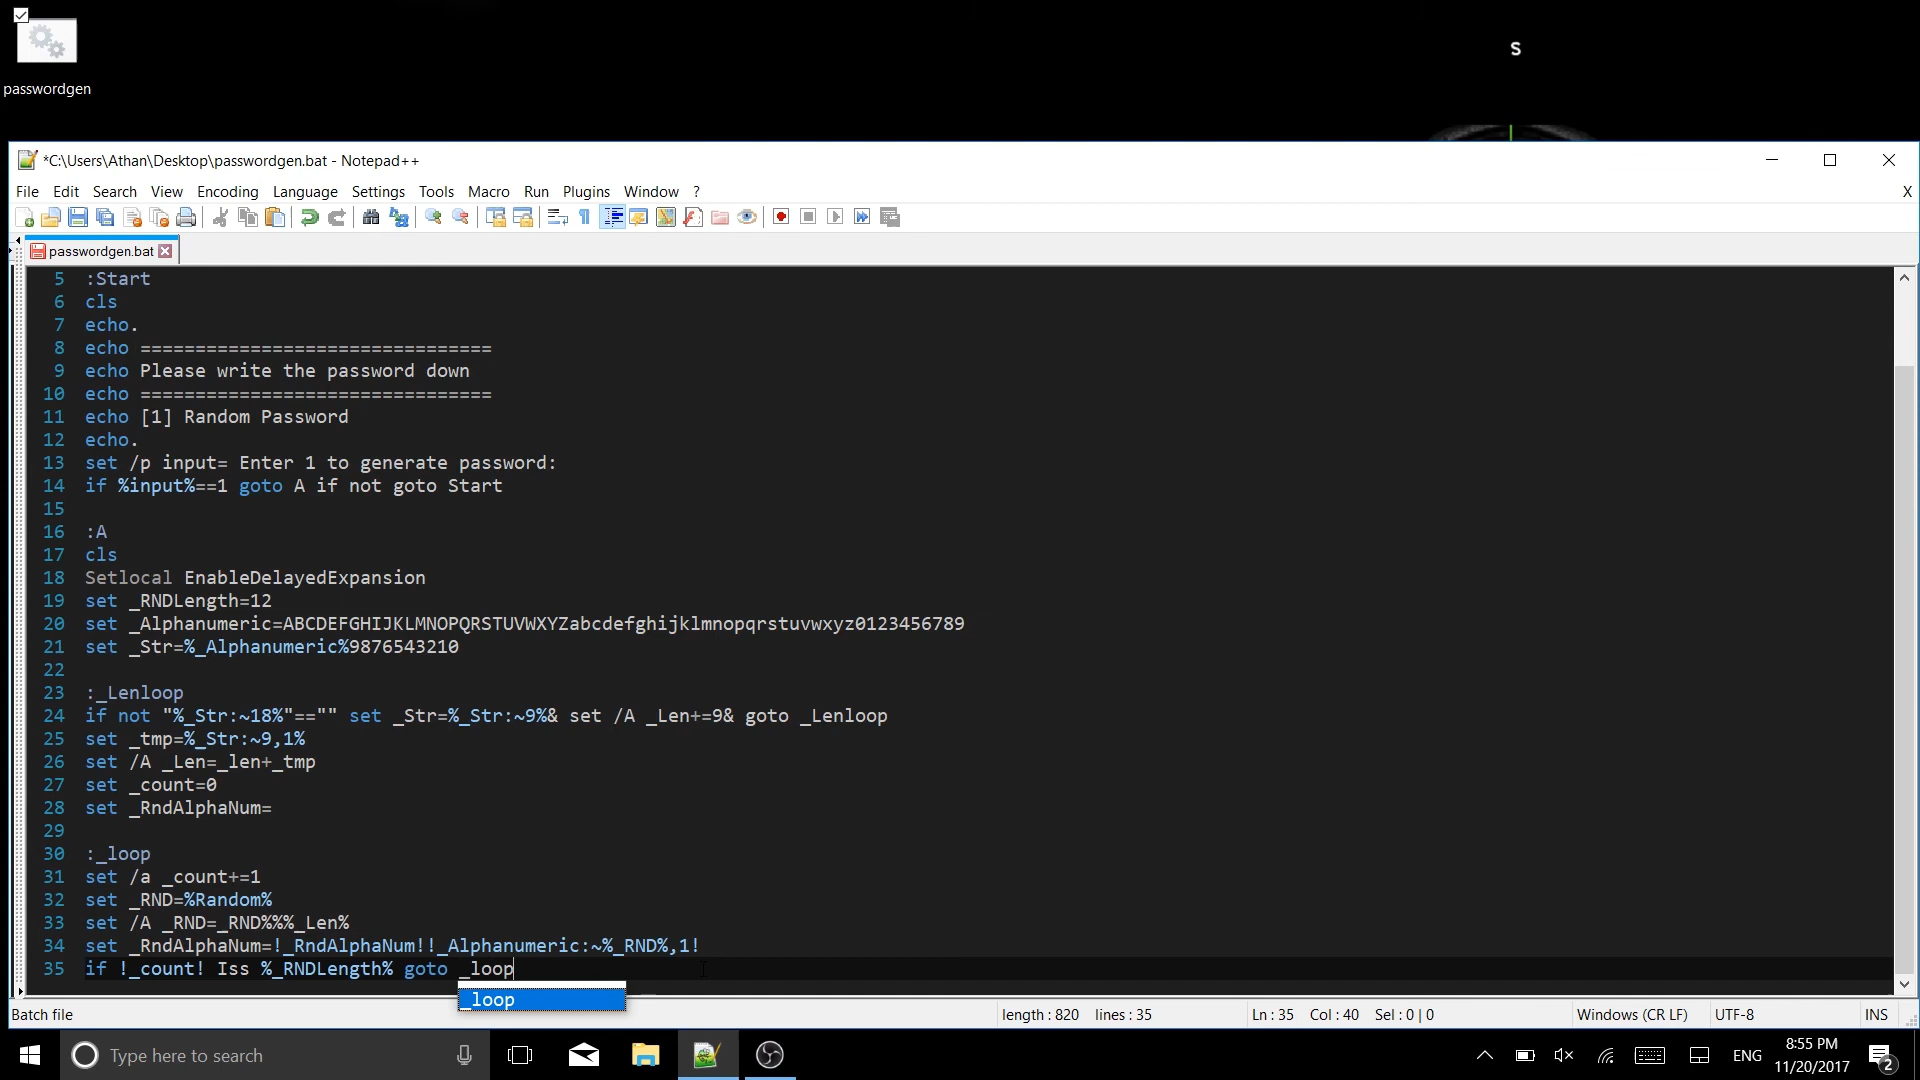 passwordgen
S
*C:\Users\Athan\Desktop\passwordgen.bat - Notepad++
File Edit Search View Encoding Language Settings Tools Macro Run Plugins Window ? X
passwordgen.bat
5 :Start
6 cls
7 echo.
8 echo ================================
9 echo Please write the password down
10 echo ================================
11 echo [1] Random Password
12 echo.
13 set /p input= Enter 1 to generate password:
14 if %input%==1 goto A if not goto Start
15
16 :A
17 cls
18 Setlocal EnableDelayedExpansion
19 set _RNDLength=12
20 set _Alphanumeric=ABCDEFGHIJKLMNOPQRSTUVWXYZabcdefghijklmnopqrstuvwxyz0123456789
21 set _Str=%_Alphanumeric%9876543210
22
23 :_Lenloop
24 if not "%_Str:~18%"=="" set _Str=%_Str:~9%& set /A _Len+=9& goto _Lenloop
25 set _tmp=%_Str:~9,1%
26 set /A _Len=_len+_tmp
27 set _count=0
28 set _RndAlphaNum=
29
30 :_loop
31 set /a _count+=1
32 set _RND=%Random%
33 set /A _RND=_RND%%%_Len%
34 set _RndAlphaNum=!_RndAlphaNum!!_Alphanumeric:~%_RND%,1!
35 if !_count! Iss %_RNDLength% goto _loop
_loop
Batch file length : 820 lines : 35 Ln : 35 Col : 40 Sel : 0 | 0 Windows (CR LF) UTF-8 INS
Type here to search ENG 8:55 PM
11/20/2017 2